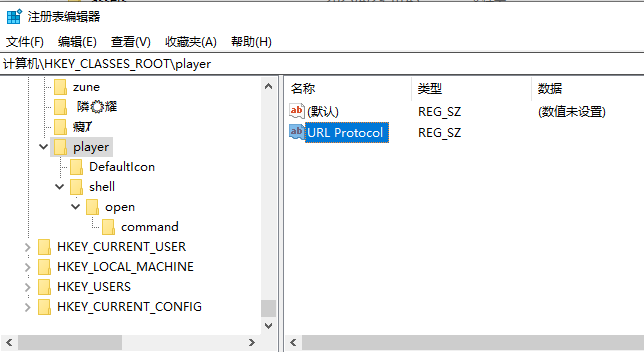 注册表编辑器
文件(F) 编辑(E) 查看(V) 收藏夹(A) 帮助(H)
计算机\HKEY_CLASSES_ROOT\player
名称 类型 数据
zune
ab (默认) REG_SZ (数值未设置)
ab URL Protocol REG_SZ
player
DefaultIcon
shell
open
command
HKEY_CURRENT_USER
HKEY_LOCAL_MACHINE
HKEY_USERS
HKEY_CURRENT_CONFIG